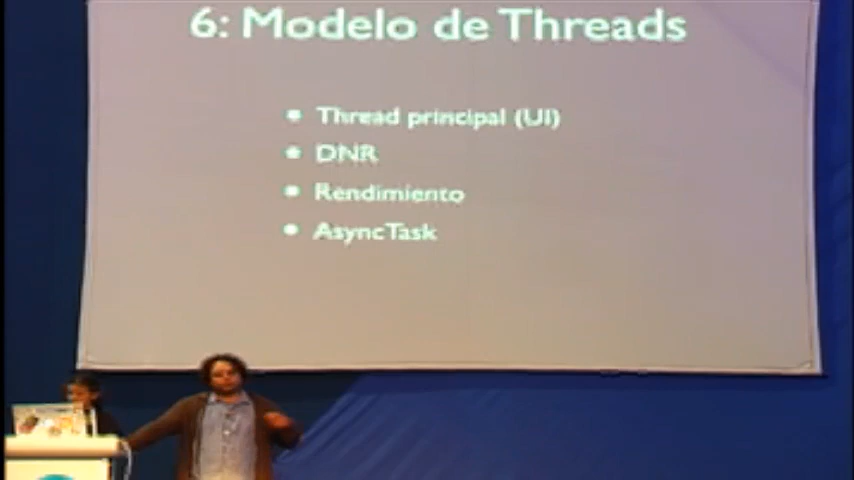 6: Modelo de Threads
Thread principal (UI)
DNR
Rendimiento
AsyncTask